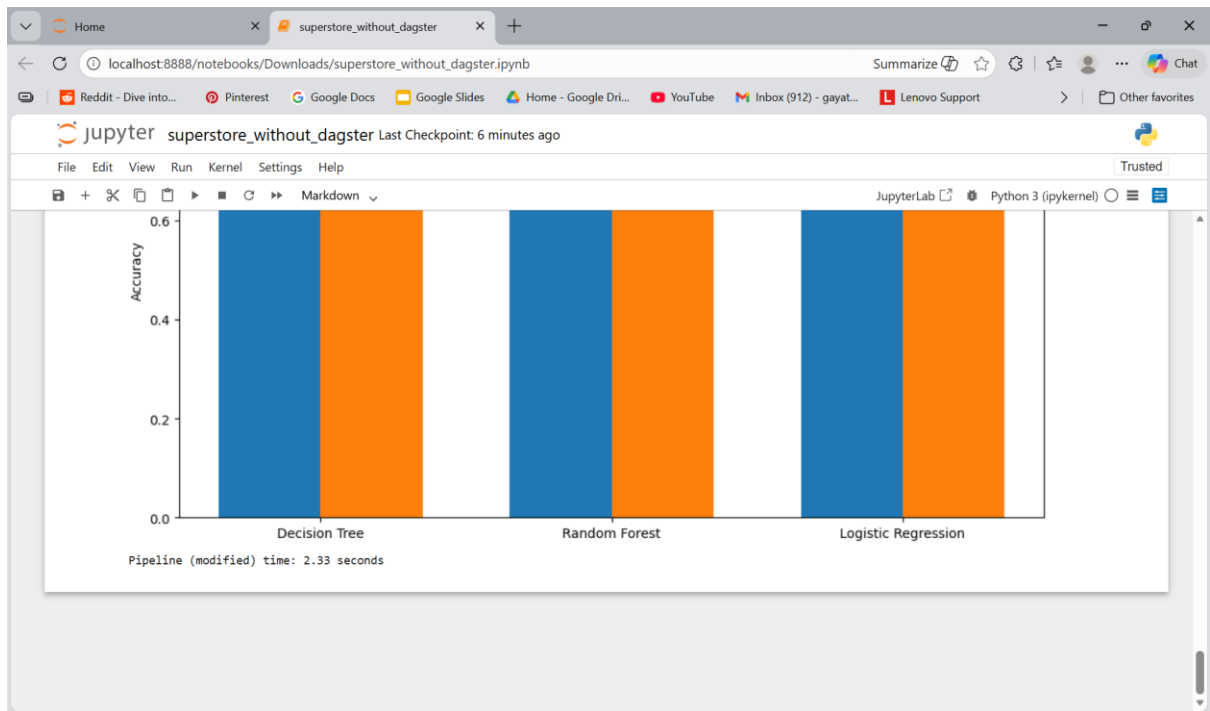 Home
superstore_without_dagster
localhost:8888/notebooks/Downloads/superstore_without_dagster.ipynb
Summarize
Chat
Reddit - Dive into...
Pinterest
Google Docs
Google Slides
Home - Google Dri...
YouTube
Inbox (912) - gayat...
Lenovo Support
Other favorites
jupyter superstore_without_dagster Last Checkpoint: 6 minutes ago
File Edit View Run Kernel Settings Help
Trusted
Markdown
JupyterLab
Python 3 (ipykernel)
0.6
Accuracy
0.4
0.2
0.0
Decision Tree Random Forest Logistic Regression
Pipeline (modified) time: 2.33 seconds